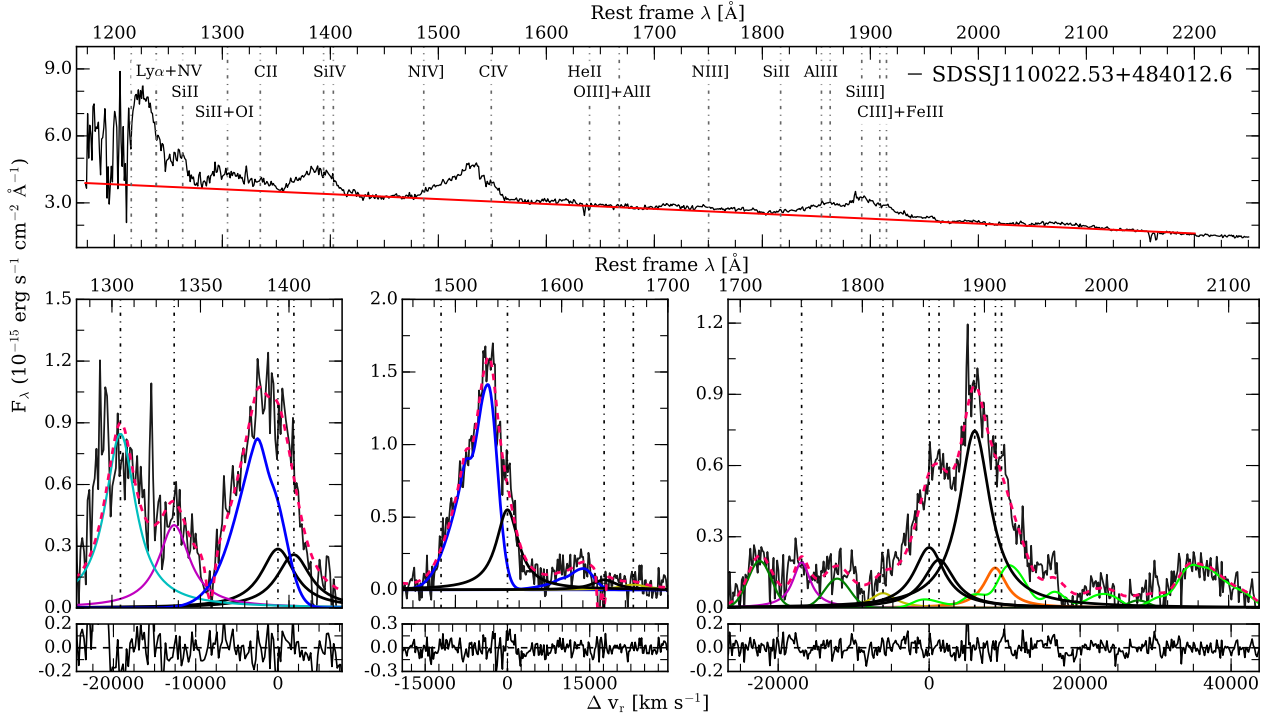 Rest frame λ [Å]
1200 1300 1400 1500 1600 1700 1800 1900 2000 2100 2200
9.0
6.0
3.0
Lyα+NV CII SiIV NIV] CIV HeII NIII] SiII AlIII
SiII OIII]+AlII SiIII]
SiII+OI CIII]+FeIII
− SDSSJ110022.53+484012.6
F_λ (10⁻¹⁵ erg s⁻¹ cm⁻² Å⁻¹)
Rest frame λ [Å]
1300 1350 1400
1500 1600 1700
1700 1800 1900 2000 2100
1.5
1.2
0.9
0.6
0.3
0.0
2.0
1.5
1.0
0.5
0.0
1.2
0.9
0.6
0.3
0.0
0.2
0.0
-0.2
0.3
0.0
-0.3
0.2
0.0
-0.2
-20000 -10000 0
-15000 0 15000
-20000 0 20000 40000
Δ vᵣ [km s⁻¹]